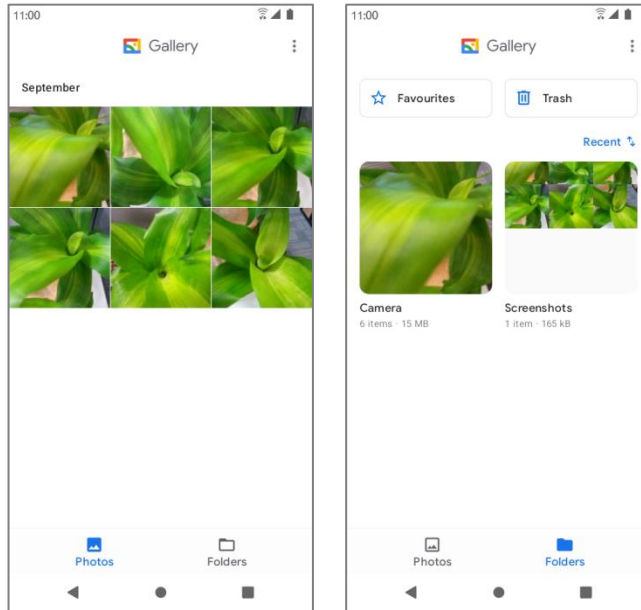 11:00
Gallery
September
Photos
Folders
11:00
Gallery
Favourites
Trash
Recent
Camera
Screenshots
6 items · 15 MB
1 item · 165 kB
Photos
Folders